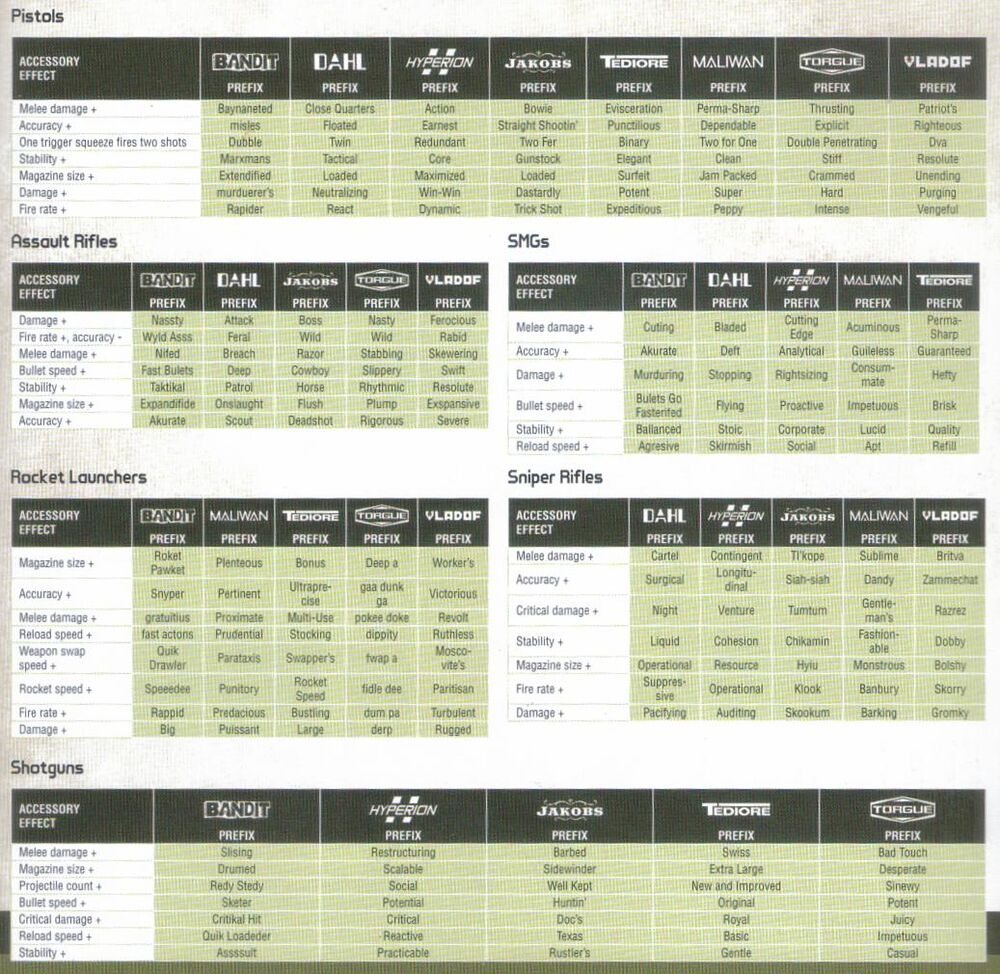 Pistols
ACCESSORY EFFECT BANDIT PREFIX DAHL PREFIX HYPERION PREFIX JAKOBS PREFIX TEDIORE PREFIX MALIWAN PREFIX TORGUE PREFIX VLADOF PREFIX
Melee damage + Baynaneted Close Quarters Action Bowie Evisceration Perma-Sharp Thrusting Patriot's
Accuracy + misles Floated Earnest Straight Shootin' Punctilious Dependable Explicit Righteous
One trigger squeeze fires two shots Dubble Twin Redundant Two Fer Binary Two for One Double Penetrating Dva
Stability + Marxmans Tactical Core Gunstock Elegant Clean Stiff Resolute
Magazine size + Extendified Loaded Maximized Loaded Surfeit Jam Packed Crammed Unending
Damage + murduerer's Neutralizing Win-Win Dastardly Potent Super Hard Purging
Fire rate + Rapider React Dynamic Trick Shot Expeditious Peppy Intense Vengeful
Assault Rifles
ACCESSORY EFFECT BANDIT PREFIX DAHL PREFIX JAKOBS PREFIX TORGUE PREFIX VLADOF PREFIX
Damage + Nassty Attack Boss Nasty Ferocious
Fire rate +, accuracy - Wyld Asss Feral Wild Wild Rabid
Melee damage + Nifed Breach Razor Stabbing Skewering
Bullet speed + Fast Bulets Deep Cowboy Slippery Swift
Stability + Taktikal Patrol Horse Rhythmic Resolute
Magazine size + Expandifide Onslaught Flush Plump Exspansive
Accuracy + Akurate Scout Deadshot Rigorous Severe
SMGs
ACCESSORY EFFECT BANDIT PREFIX DAHL PREFIX HYPERION PREFIX MALIWAN PREFIX TEDIORE PREFIX
Melee damage + Cuting Bladed Cutting Edge Acuminous Perma-Sharp
Accuracy + Akurate Deft Analytical Guileless Guaranteed
Damage + Murduring Stopping Rightsizing Consum-mate Hefty
Bullet speed + Bulets Go Fasterifed Flying Proactive Impetuous Brisk
Stability + Ballanced Stoic Corporate Lucid Quality
Reload speed + Agresive Skirmish Social Apt Refill
Rocket Launchers
ACCESSORY EFFECT BANDIT PREFIX MALIWAN PREFIX TEDIORE PREFIX TORGUE PREFIX VLADOF PREFIX
Magazine size + Roket Pawket Plenteous Bonus Deep a Worker's
Accuracy + Snyper Pertinent Ultrapre-cise gaa dunk ga Victorious
Melee damage + gratuitius Proximate Multi-Use pokee doke Revolt
Reload speed + fast actons Prudential Stocking dippity Ruthless
Weapon swap speed + Quik Drawler Parataxis Swapper's fwap a Mosco-vite's
Rocket speed + Speeedee Punitory Rocket Speed fidle dee Partisan
Fire rate + Rappid Predacious Bustling dum pa Turbulent
Damage + Big Puissant Large derp Rugged
Sniper Rifles
ACCESSORY EFFECT DAHL PREFIX HYPERION PREFIX JAKOBS PREFIX MALIWAN PREFIX VLADOF PREFIX
Melee damage + Cartel Contingent Tl'kope Sublime Britva
Accuracy + Surgical Longitu-dinal Siah-siah Dandy Zammechat
Critical damage + Night Venture Tumtum Gentle-man's Razrez
Stability + Liquid Cohesion Chikamin Fashion-able Dobby
Magazine size + Operational Resource Hyiu Monstrous Bolshy
Fire rate + Suppres-sive Operational Klook Banbury Skorry
Damage + Pacifying Auditing Skookum Barking Gromky
Shotguns
ACCESSORY EFFECT BANDIT PREFIX HYPERION PREFIX JAKOBS PREFIX TEDIORE PREFIX TORGUE PREFIX
Melee damage + Slising Restructuring Barbed Swiss Bad Touch
Magazine size + Drumed Scalable Sidewinder Extra Large Desperate
Projectile count + Redy Stedy Social Well Kept New and Improved Sinewy
Bullet speed + Sketer Potential Huntin' Original Potent
Critical damage + Critikal Hit Critical Doc's Royal Juicy
Reload speed + Quik Loadeder Reactive Texas Basic Impetuous
Stability + Assssuit Practicable Rustler's Gentle Casual